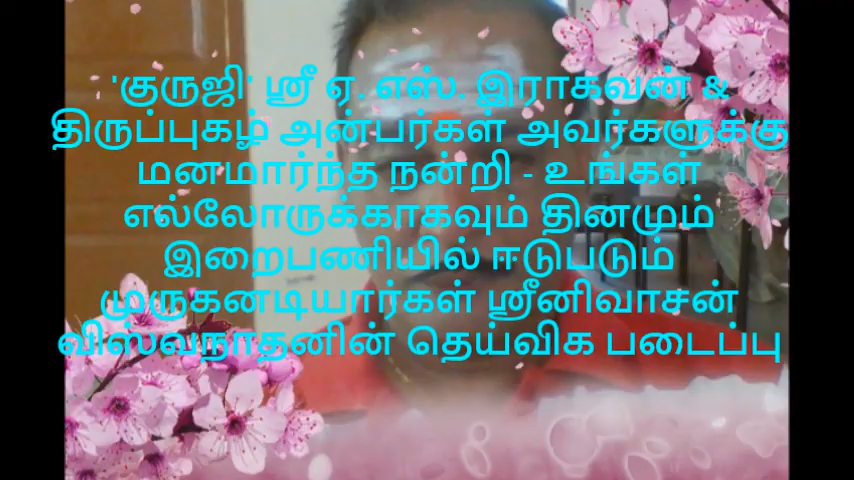 'குருஜி' ஸ்ரீ ஏ. எஸ். இராகவன் &
திருப்புகழ் அன்பர்கள் அவர்களுக்கு
மனமார்ந்த நன்றி - உங்கள்
எல்லோருக்காகவும் தினமும்
இறைபணியில் ஈடுபடும்
முருகனடியார்கள் ஸ்ரீனிவாசன்
விஸ்வநாதனின் தெய்விக படைப்பு